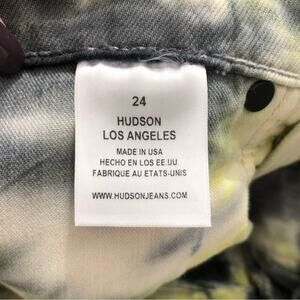 24
HUDSON
LOS ANGELES
MADE IN USA
HECHO EN LOS EE.UU.
FABRIQUE AU ETATS-UNIS
WWW.HUDSONJEANS.COM